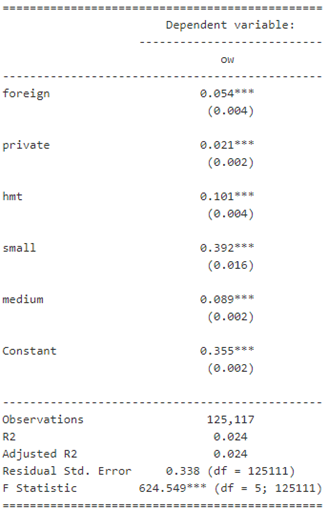 ==================================================
Dependent variable:
----------------------------
ow
--------------------------------------------------
foreign 0.054***
(0.004)
private 0.021***
(0.002)
hmt 0.101***
(0.004)
small 0.392***
(0.016)
medium 0.089***
(0.002)
Constant 0.355***
(0.002)
--------------------------------------------------
Observations 125,117
R2 0.024
Adjusted R2 0.024
Residual Std. Error 0.338 (df = 125111)
F Statistic 624.549*** (df = 5; 125111)
==================================================